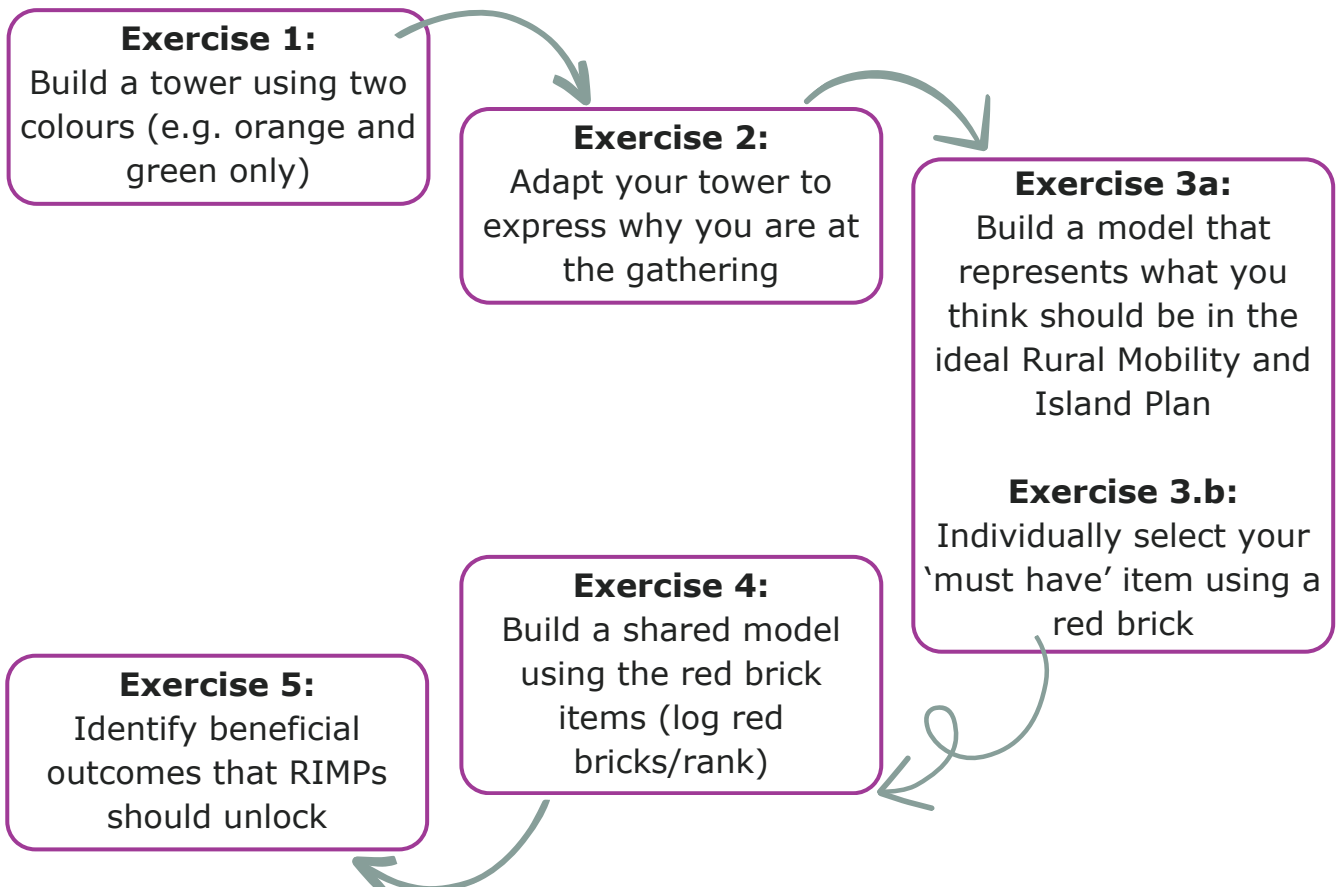 Exercise 1:
Build a tower using two
colours (e.g. orange and
green only)
Exercise 2:
Adapt your tower to
express why you are at
the gathering
Exercise 3a:
Build a model that
represents what you
think should be in the
ideal Rural Mobility and
Island Plan
Exercise 3.b:
Individually select your
‘must have’ item using a
red brick
Exercise 4:
Build a shared model
using the red brick
items (log red
bricks/rank)
Exercise 5:
Identify beneficial
outcomes that RIMPs
should unlock